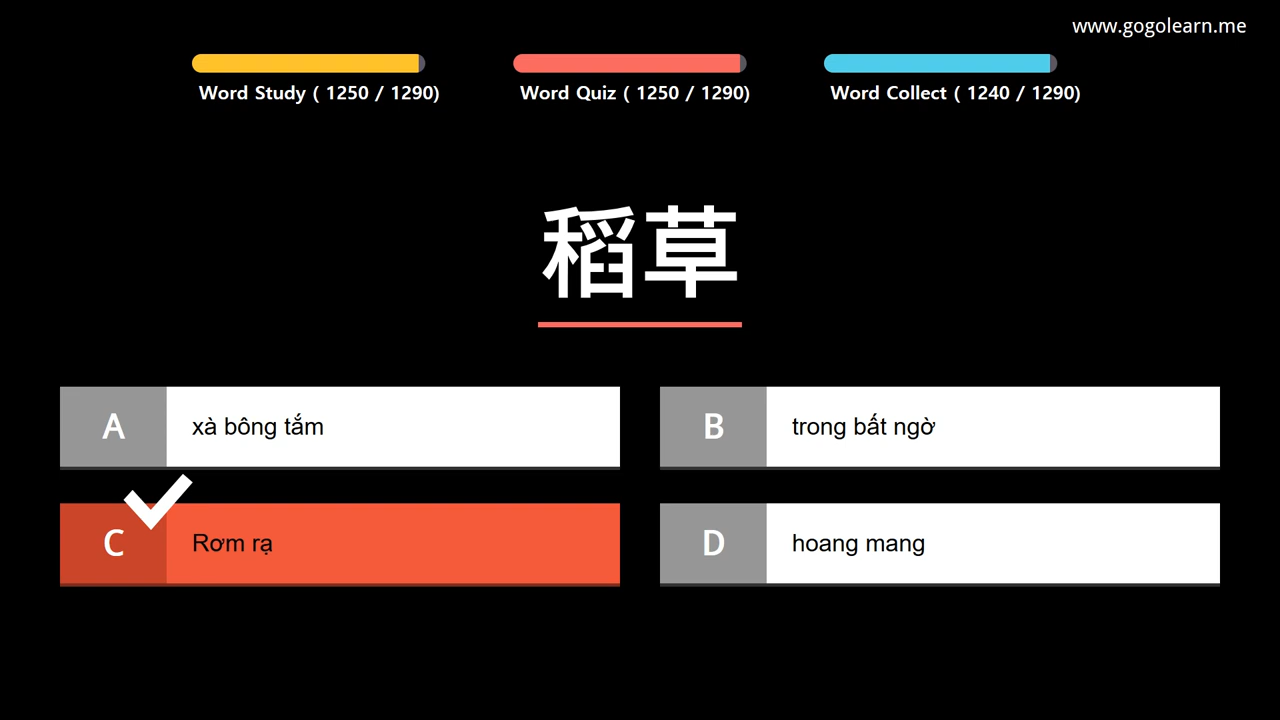 www.gogolearn.me
Word Study ( 1250 / 1290)
Word Quiz ( 1250 / 1290)
Word Collect ( 1240 / 1290)
稻草
A
xà bông tắm
B
trong bất ngờ
C
Rơm rạ
D
hoang mang